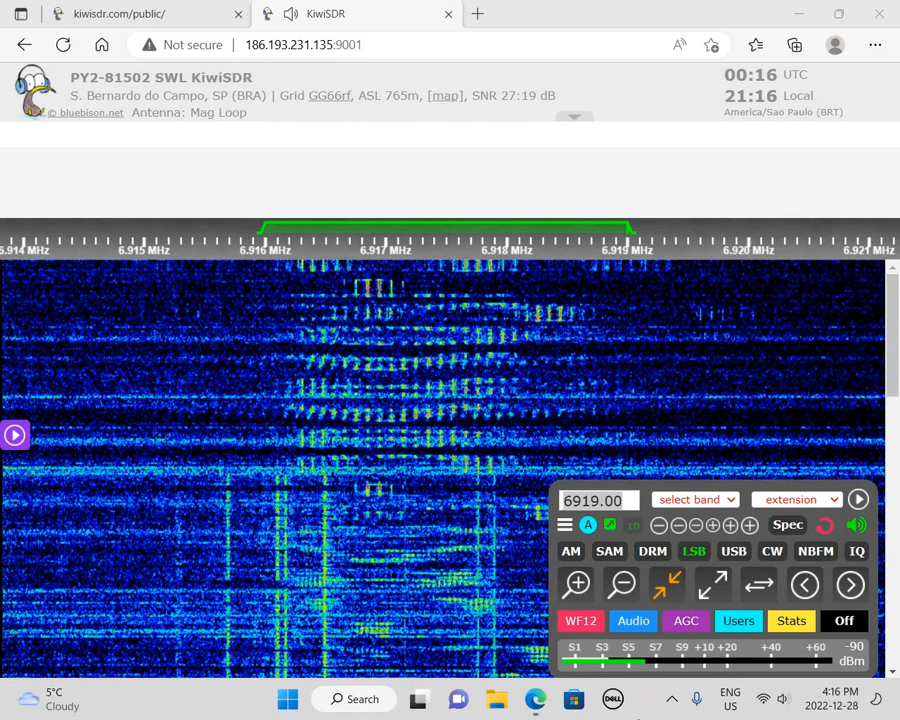 kiwisdr.com/public/
KiwiSDR
Not secure 186.193.231.135:9001
PY2-81502 SWL KiwiSDR
S. Bernardo do Campo, SP (BRA) | Grid GG66rf, ASL 765m, [map], SNR 27:19 dB
© bluebison.net Antenna: Mag Loop
00:16 UTC
21:16 Local
America/Sao Paulo (BRT)
6.914 MHz 6.915 MHz 6.916 MHz 6.917 MHz 6.918 MHz 6.919 MHz 6.920 MHz 6.921 MHz
6919.00 select band extension
A 10 Spec
AM SAM DRM LSB USB CW NBFM IQ
WF12 Audio AGC Users Stats Off
S1 S3 S5 S7 S9 +10 +20 +40 +60 -90
dBm
5°C
Cloudy
Search
DELL
ENG
US
4:16 PM
2022-12-28